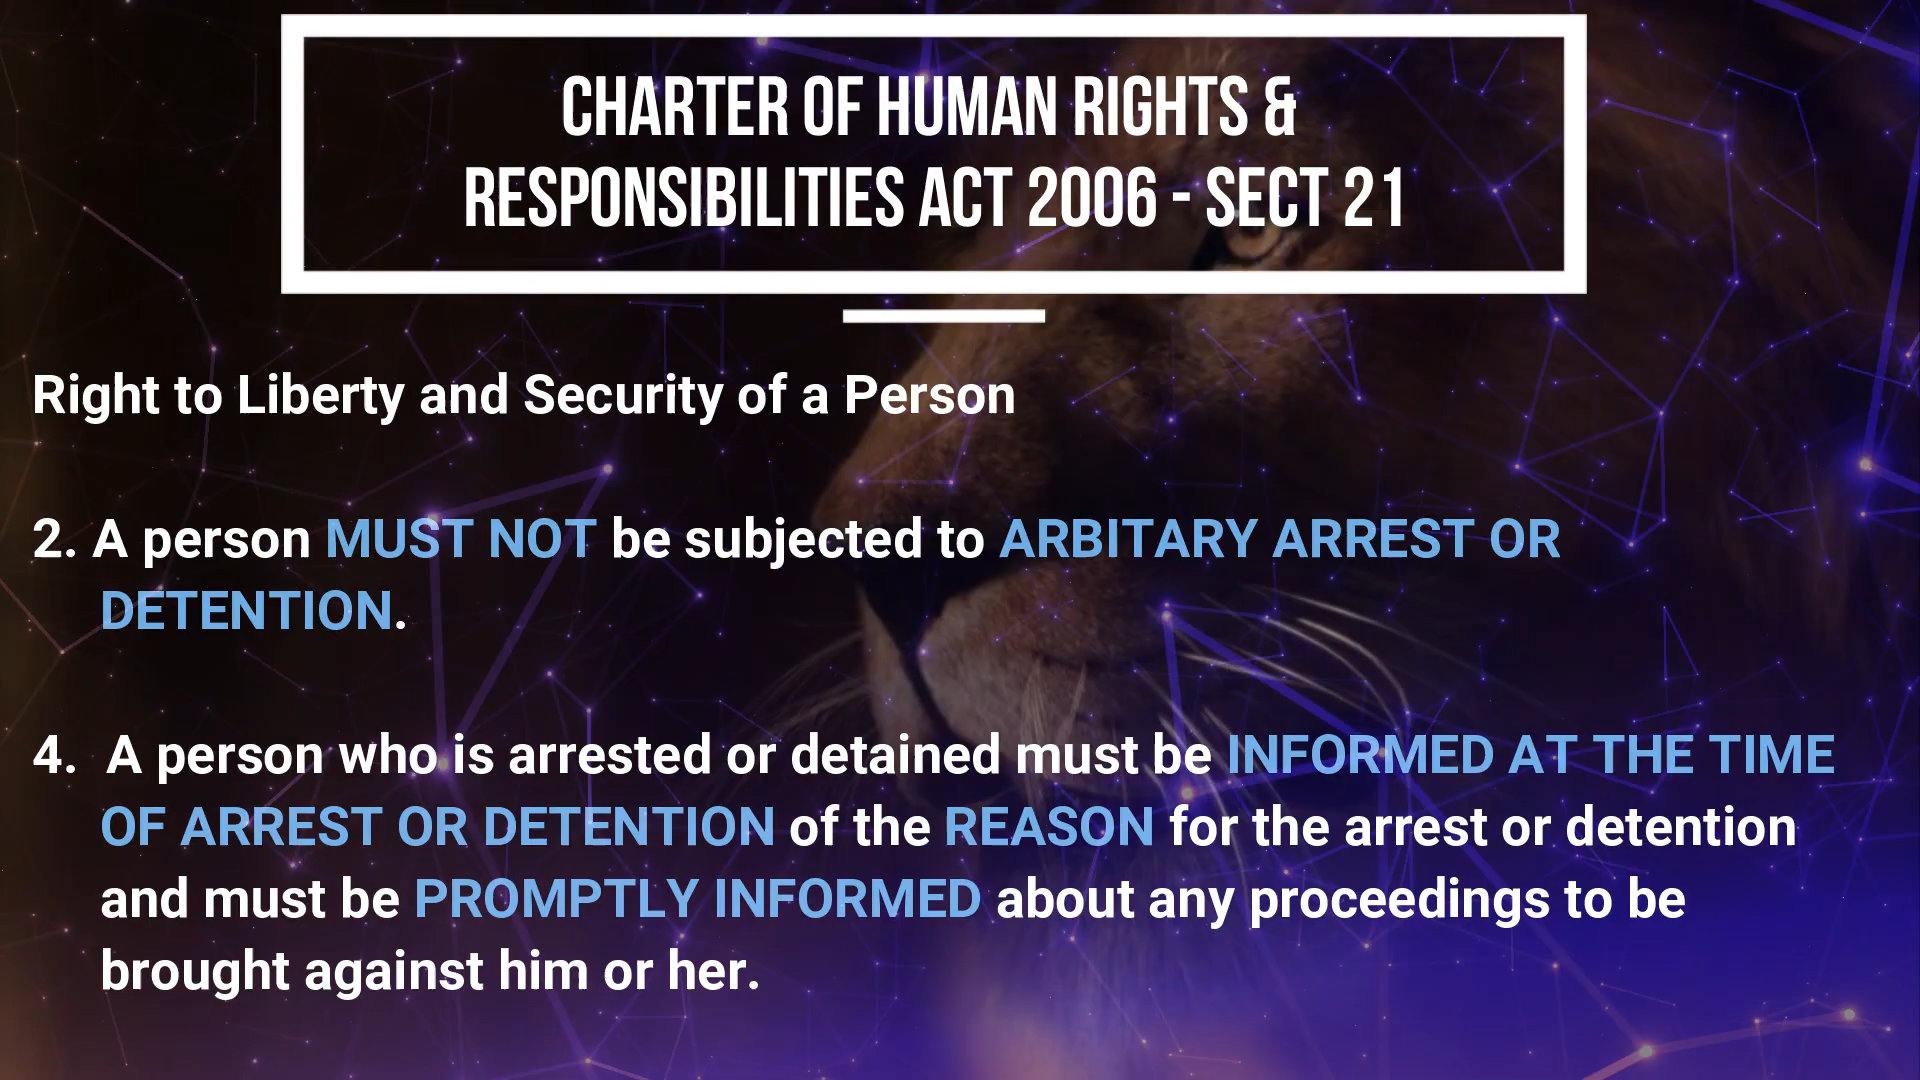 CHARTER OF HUMAN RIGHTS &
RESPONSIBILITIES ACT 2006 - SECT 21
Right to Liberty and Security of a Person
2. A person MUST NOT be subjected to ARBITARY ARREST OR
DETENTION.
4. A person who is arrested or detained must be INFORMED AT THE TIME
OF ARREST OR DETENTION of the REASON for the arrest or detention
and must be PROMPTLY INFORMED about any proceedings to be
brought against him or her.